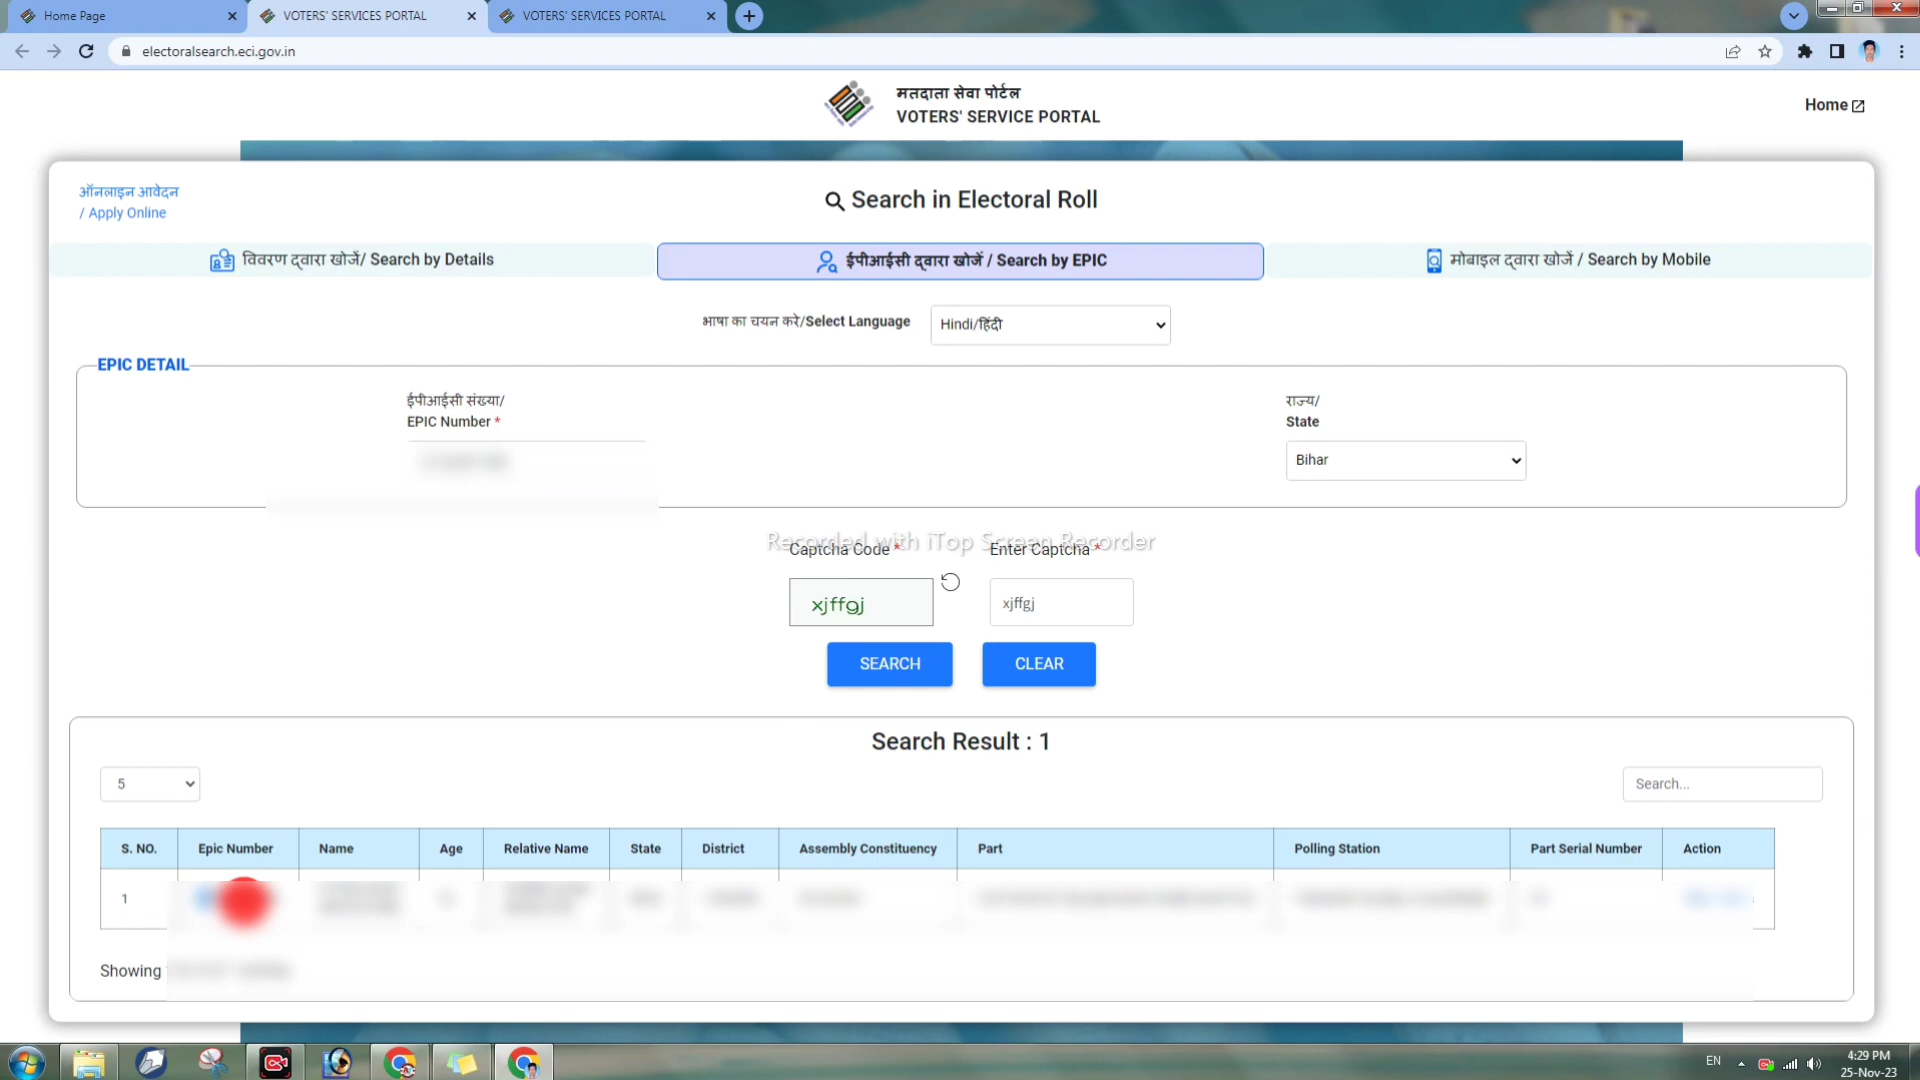 Home Page
VOTERS' SERVICES PORTAL
VOTERS' SERVICES PORTAL
electoralsearch.eci.gov.in
मतदाता सेवा पोर्टल
VOTERS' SERVICE PORTAL
Home
ऑनलाइन आवेदन
/ Apply Online
Search in Electoral Roll
विवरण द्वारा खोजें/ Search by Details
ईपीआईसी द्वारा खोजें / Search by EPIC
मोबाइल द्वारा खोजें / Search by Mobile
भाषा का चयन करे/Select Language
Hindi/हिंदी
EPIC DETAIL
ईपीआईसी संख्या/
EPIC Number *
राज्य/
State
Bihar
Recorded with iTop Screen Recorder
Captcha Code *
Enter Captcha *
xjffgj
xjffgj
SEARCH
CLEAR
Search Result : 1
5
Search...
S. NO. Epic Number Name Age Relative Name State District Assembly Constituency Part Polling Station Part Serial Number Action
1
Showing
EN
4:29 PM
25-Nov-23